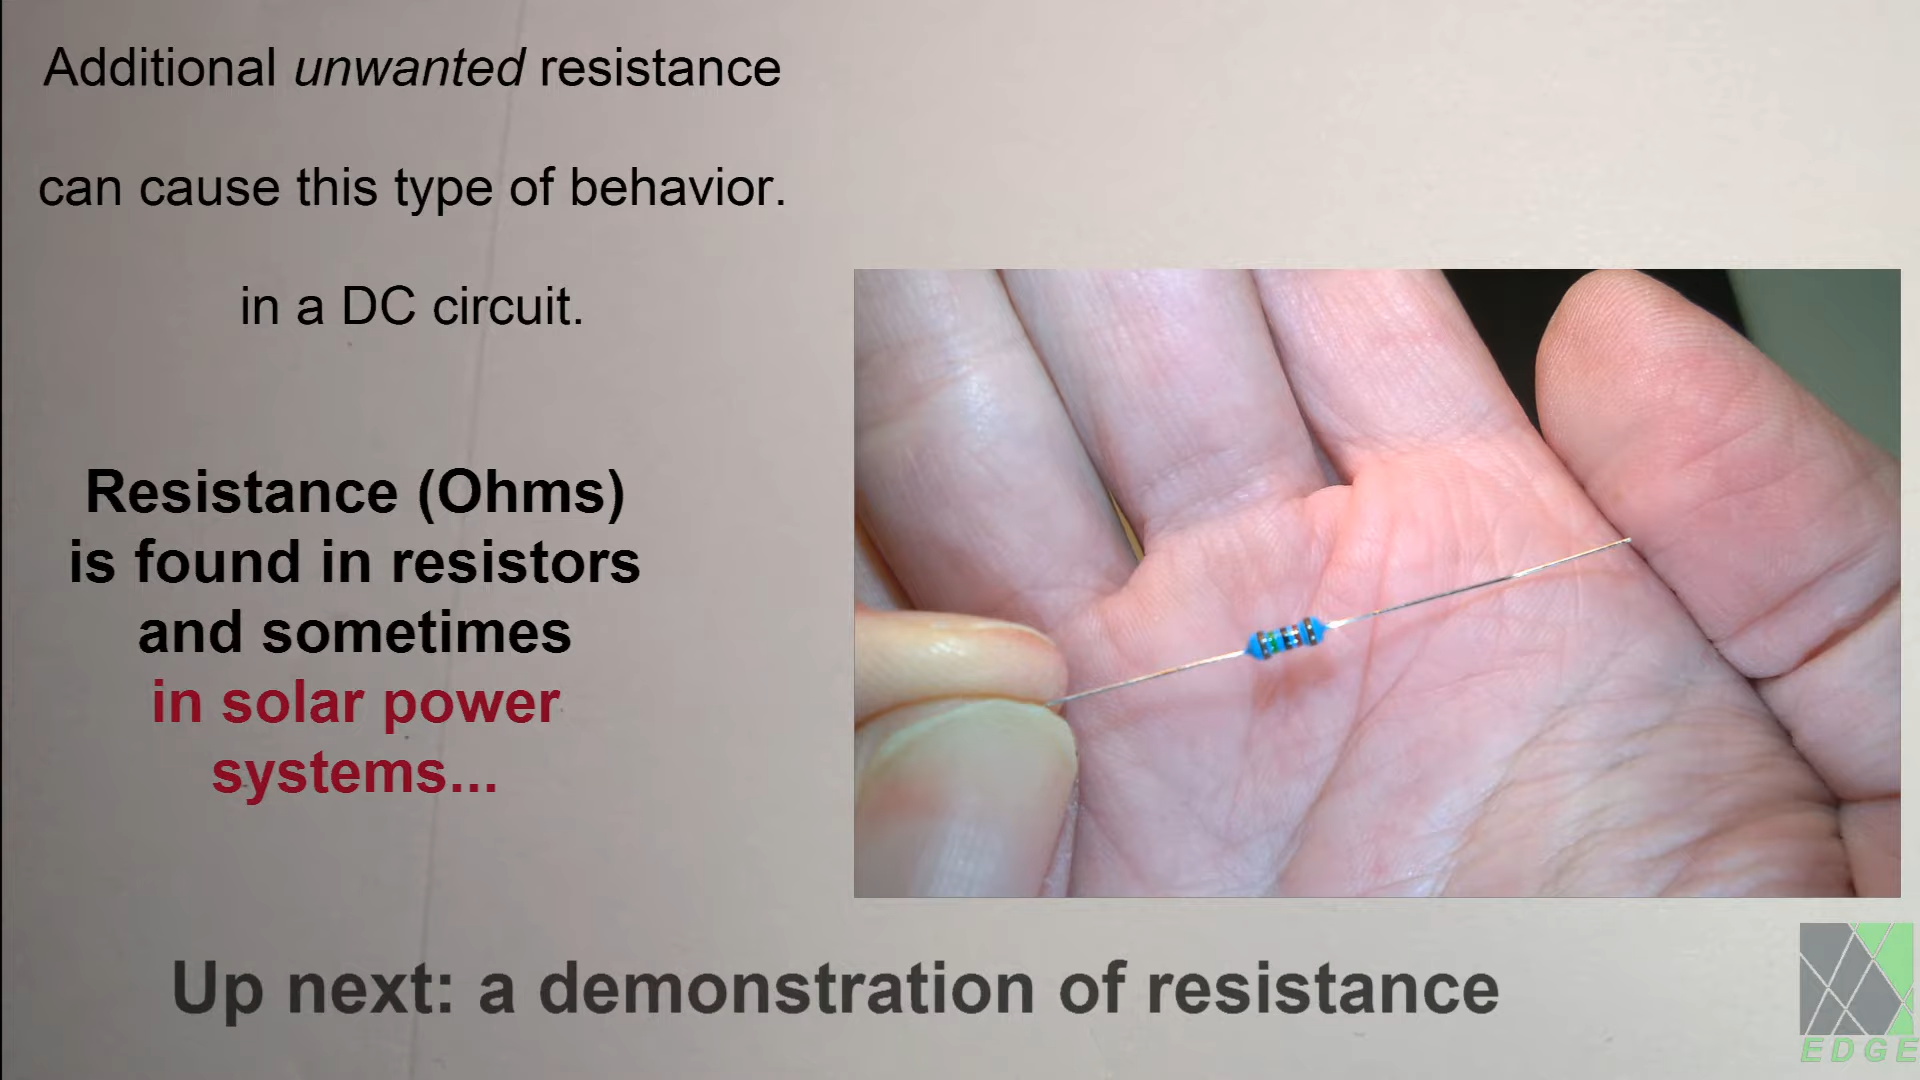 Additional unwanted resistance
can cause this type of behavior.
in a DC circuit.
Resistance (Ohms)
is found in resistors
and sometimes
in solar power
systems...
Up next: a demonstration of resistance
EDGE